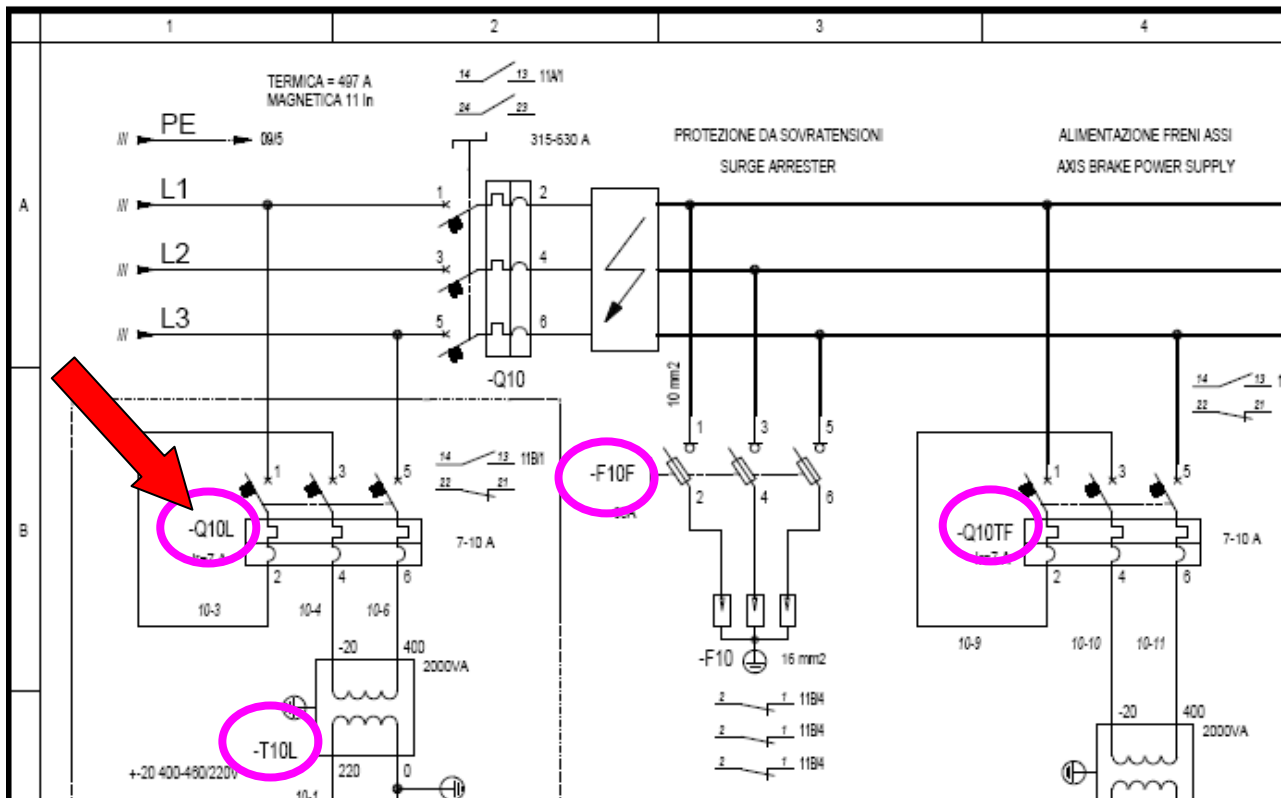 1 2 3 4
TERMICA = 497 A
MAGNETICA 11 In
14 13 11A/1
24 23
315-630 A
PE
09/5
PROTEZIONE DA SOVRATENSIONI
SURGE ARRESTER
ALIMENTAZIONE FRENI ASSI
AXIS BRAKE POWER SUPPLY
A
L1
1 2
L2
3 4
L3
5 6
-Q10
10 mm2
14 13
22 21
B
1 3 5
14 13 11B/1
22 21
-Q10L
7-10 A
2 4 6
10-3 10-4 10-6
-20 400
2000VA
-T10L
+-20 400-460/220V
220 0
10-1
1 3 5
-F10F
2 4 6
-F10
16 mm2
2 1 11B/4
2 1 11B/4
2 1 11B/4
1 3 5
-Q10TF
7-10 A
2 4 6
10-9 10-10 10-11
-20 400
2000VA